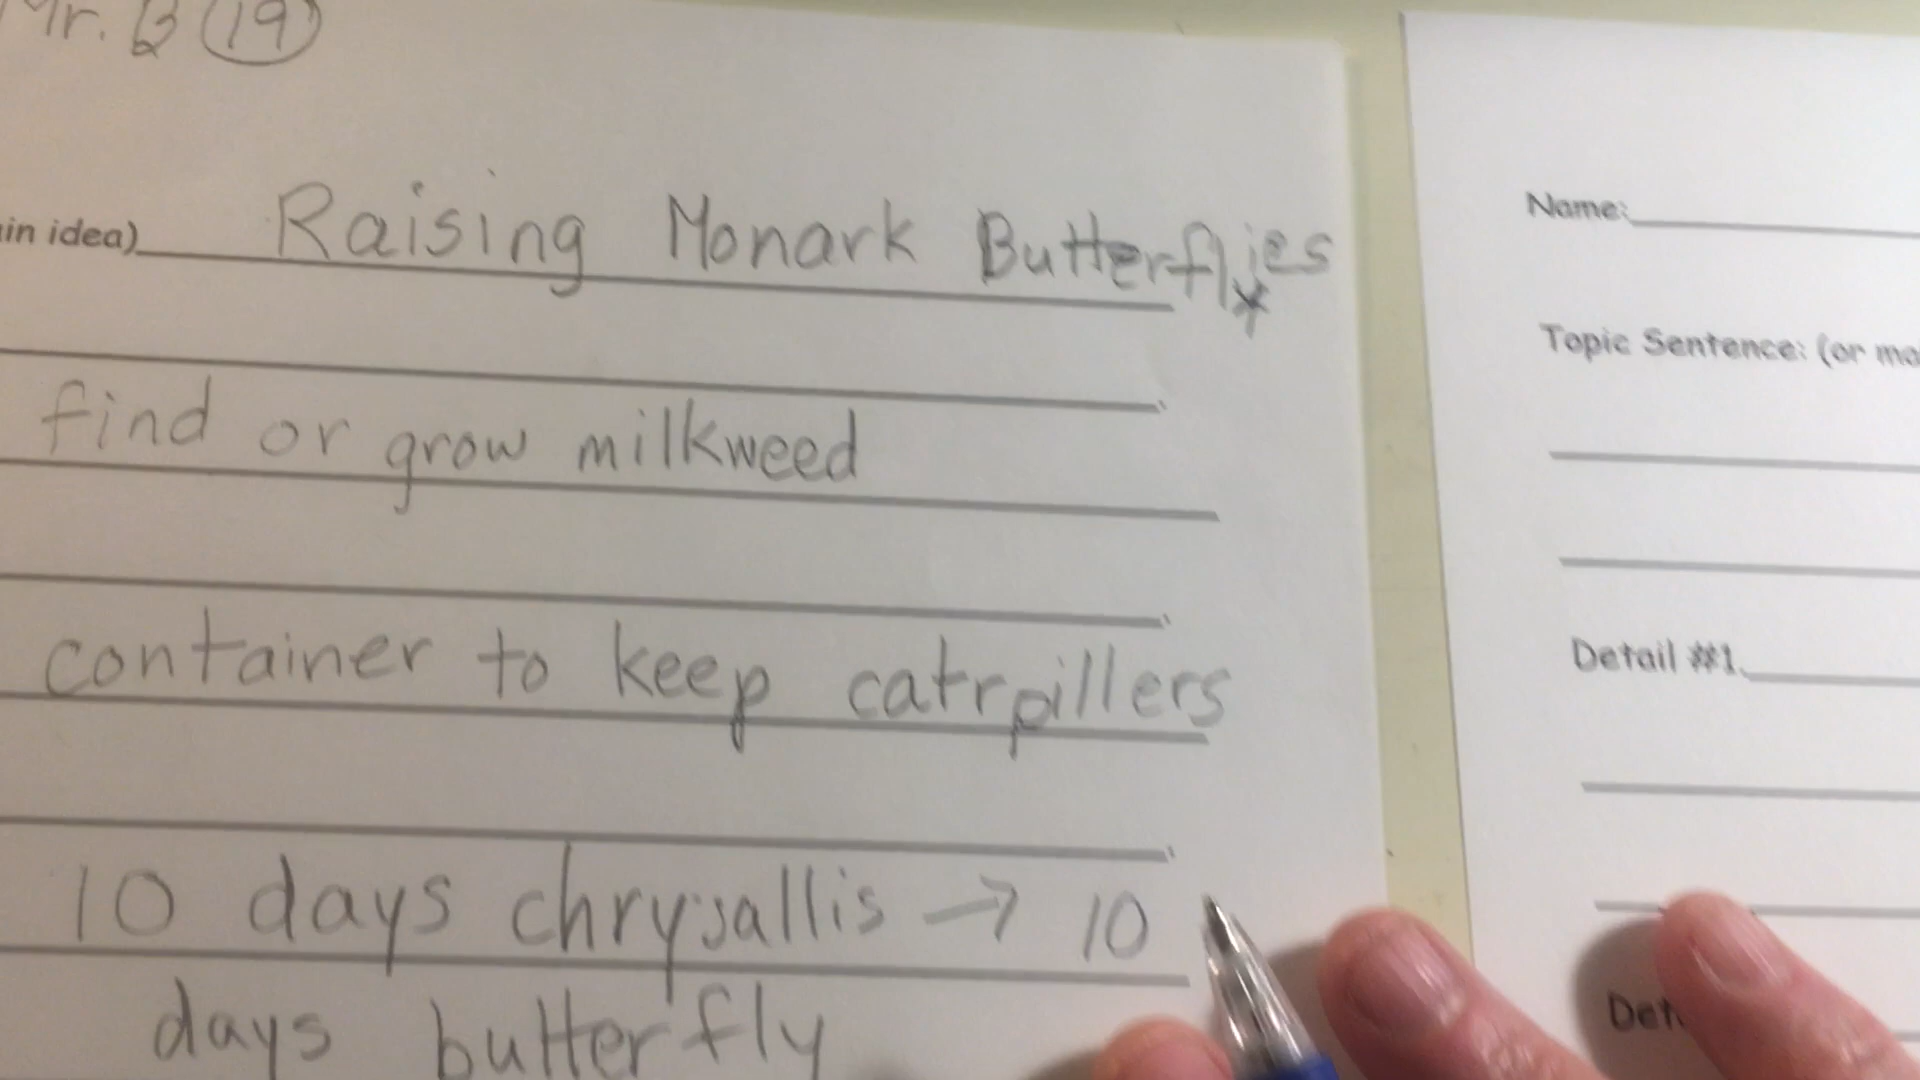 Mr. B 19
in idea) Raising Monark Butterflies
find or grow milkweed
container to keep catrpillers
10 days chrysallis → 10
days butterfly
Name:
Topic Sentence: (or ma
Detail #1.
Det